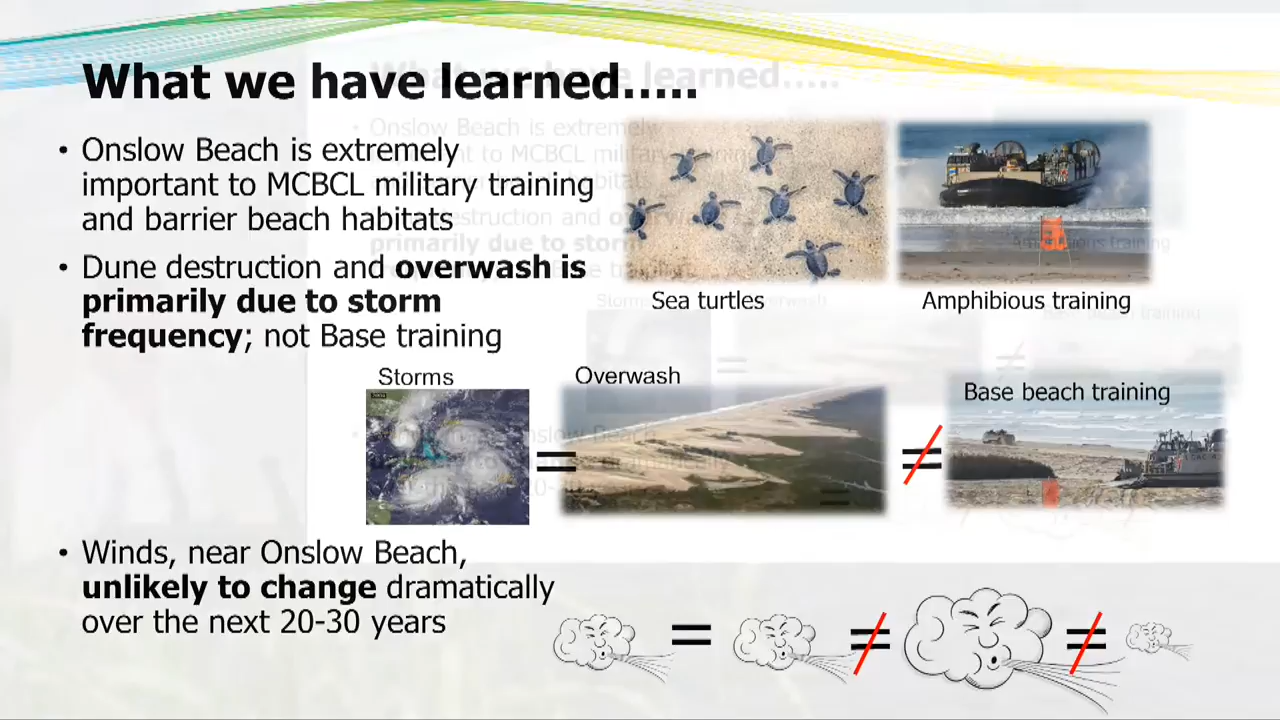 What we have learned.....
• Onslow Beach is extremely
important to MCBCL military training
and barrier beach habitats
• Dune destruction and overwash is
primarily due to storm
frequency; not Base training
Sea turtles
Amphibious training
Storms
Overwash
Base beach training
=
≠
• Winds, near Onslow Beach,
unlikely to change dramatically
over the next 20-30 years
= ≠ ≠